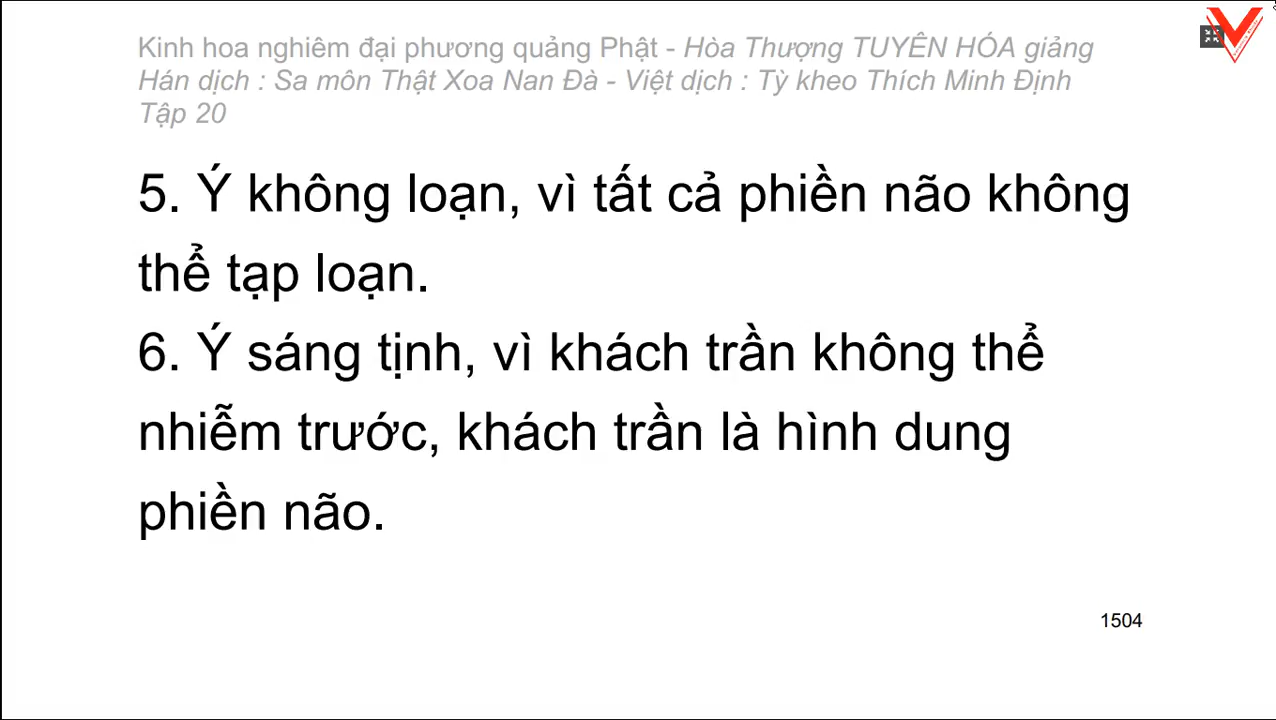 Kinh hoa nghiêm đại phương quảng Phật - Hòa Thượng TUYÊN HÓA giảng
Hán dịch : Sa môn Thật Xoa Nan Đà - Việt dịch : Tỳ kheo Thích Minh Định
Tập 20
5. Ý không loạn, vì tất cả phiền não không
thể tạp loạn.
6. Ý sáng tịnh, vì khách trần không thể
nhiễm trước, khách trần là hình dung
phiền não.
1504